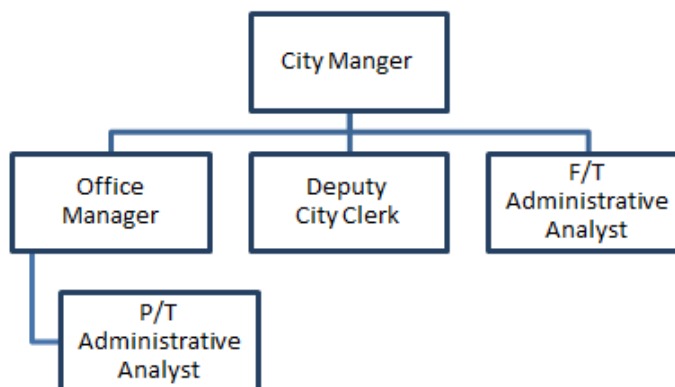 City Manger
Office
Manager
Deputy
City Clerk
F/T
Administrative
Analyst
P/T
Administrative
Analyst